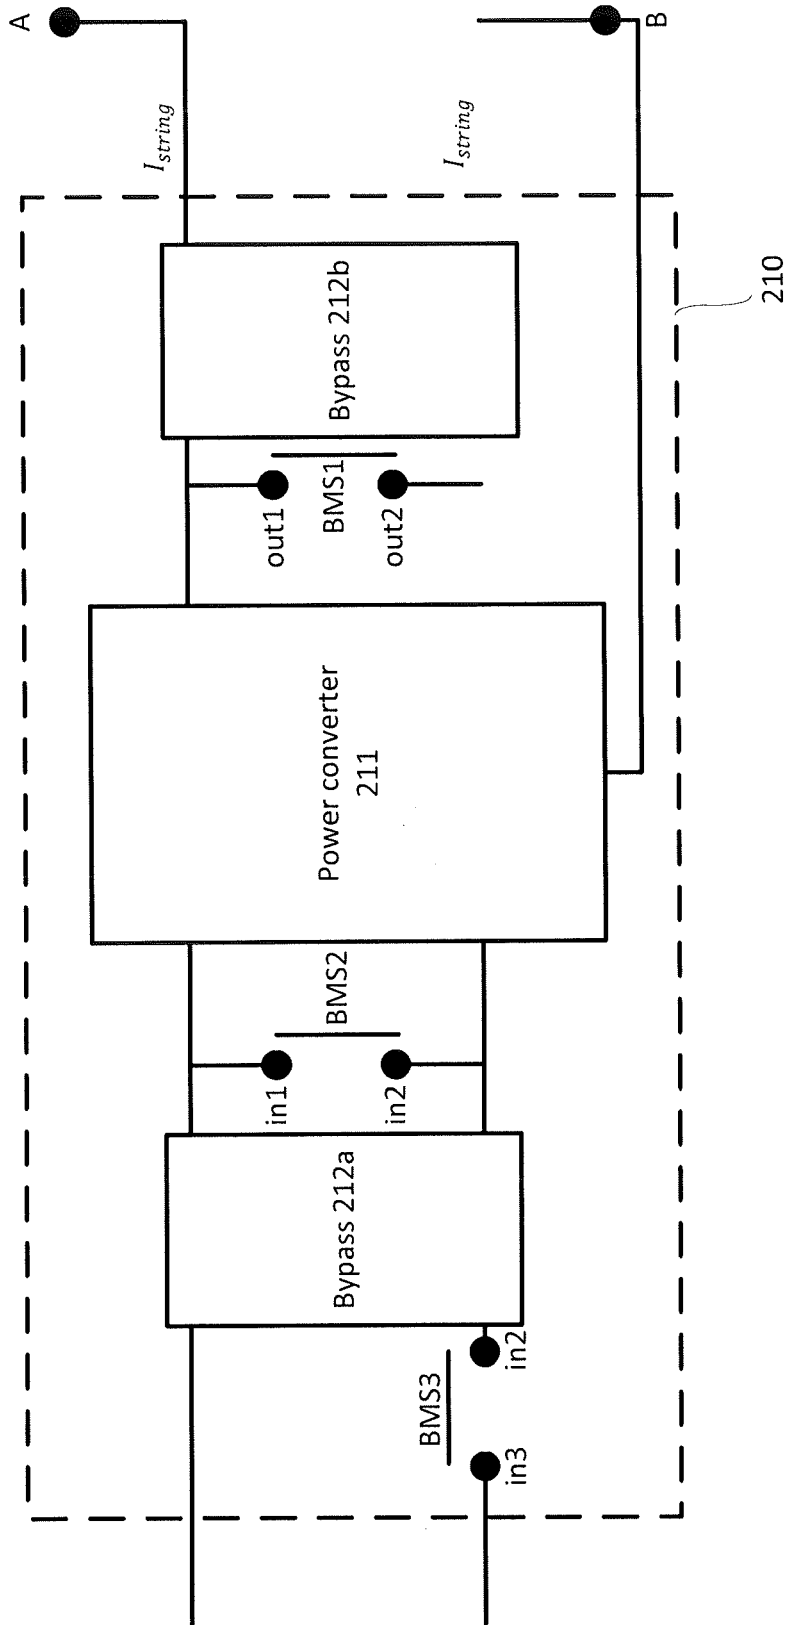 A
I_string
I_string
B
Bypass 212b
out1
BMS1
out2
Power converter
211
BMS2
in1
in2
Bypass 212a
BMS3
in2
in3
210